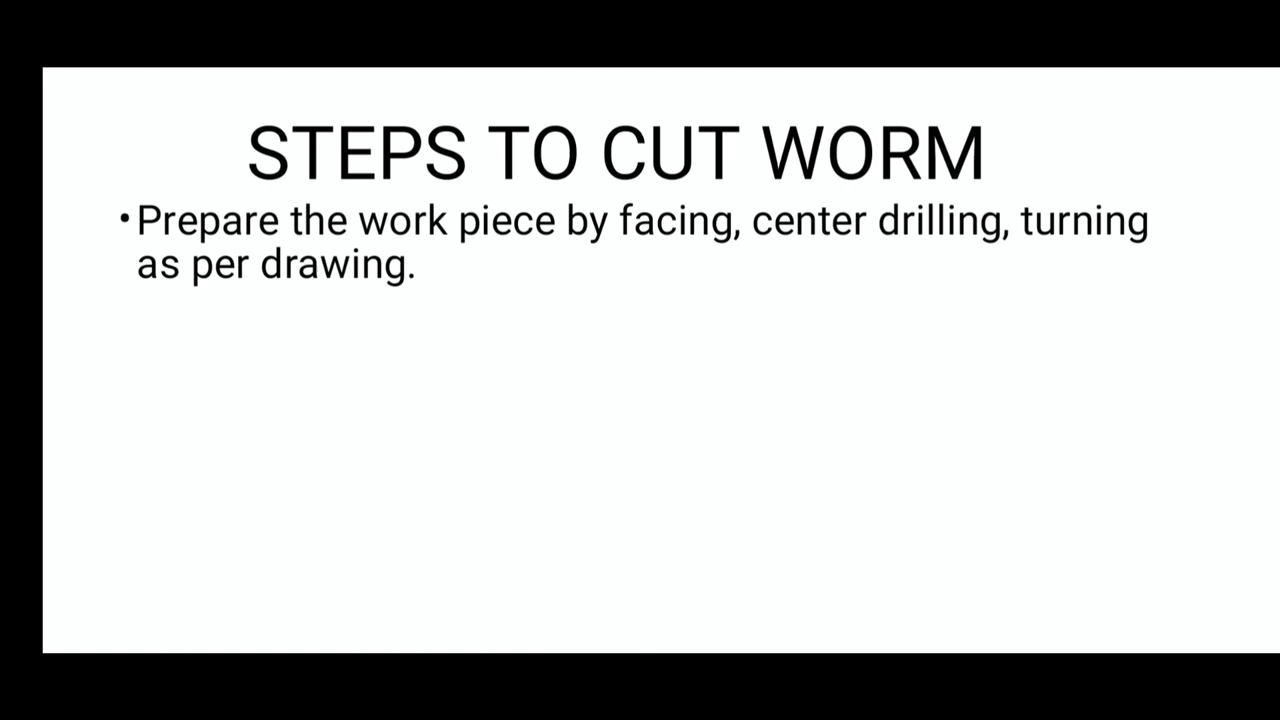 STEPS TO CUT WORM
•Prepare the work piece by facing, center drilling, turning
as per drawing.